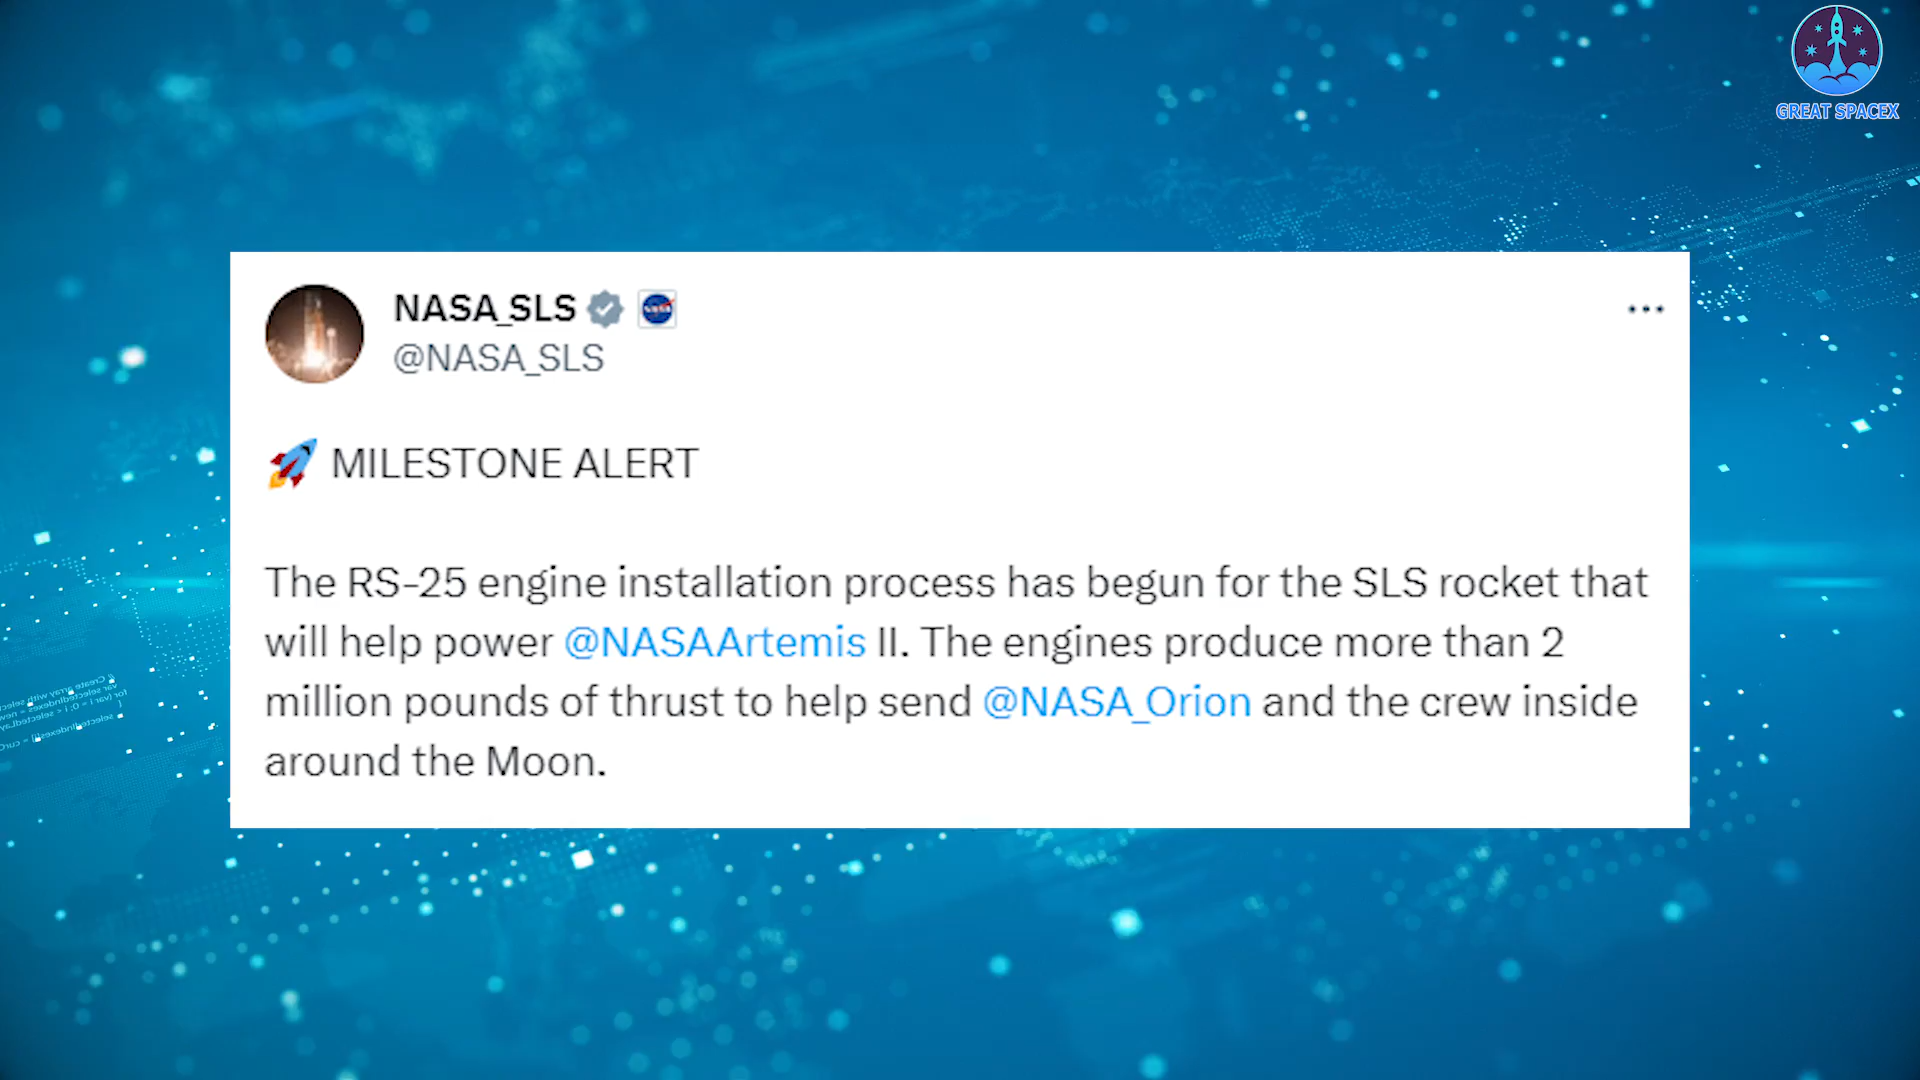 GREAT SPACEX
NASA_SLS
@NASA_SLS
🚀 MILESTONE ALERT
The RS-25 engine installation process has begun for the SLS rocket that
will help power @NASAArtemis II. The engines produce more than 2
million pounds of thrust to help send @NASA_Orion and the crew inside
around the Moon.